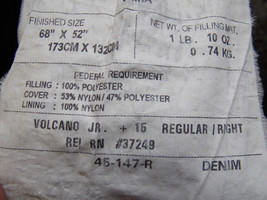 FINISHED SIZE
68" X 52"
173CM X 132CM
WT. OF FILLING MAT.
1 LB. 10 OZ.
0.74 KG.
FEDERAL REQUIREMENT
FILLING : 100% POLYESTER
COVER : 53% NYLON / 47% POLYESTER
LINING : 100% NYLON
VOLCANO JR. + 15 REGULAR / RIGHT
REI RN #37249
45-147-R DENIM